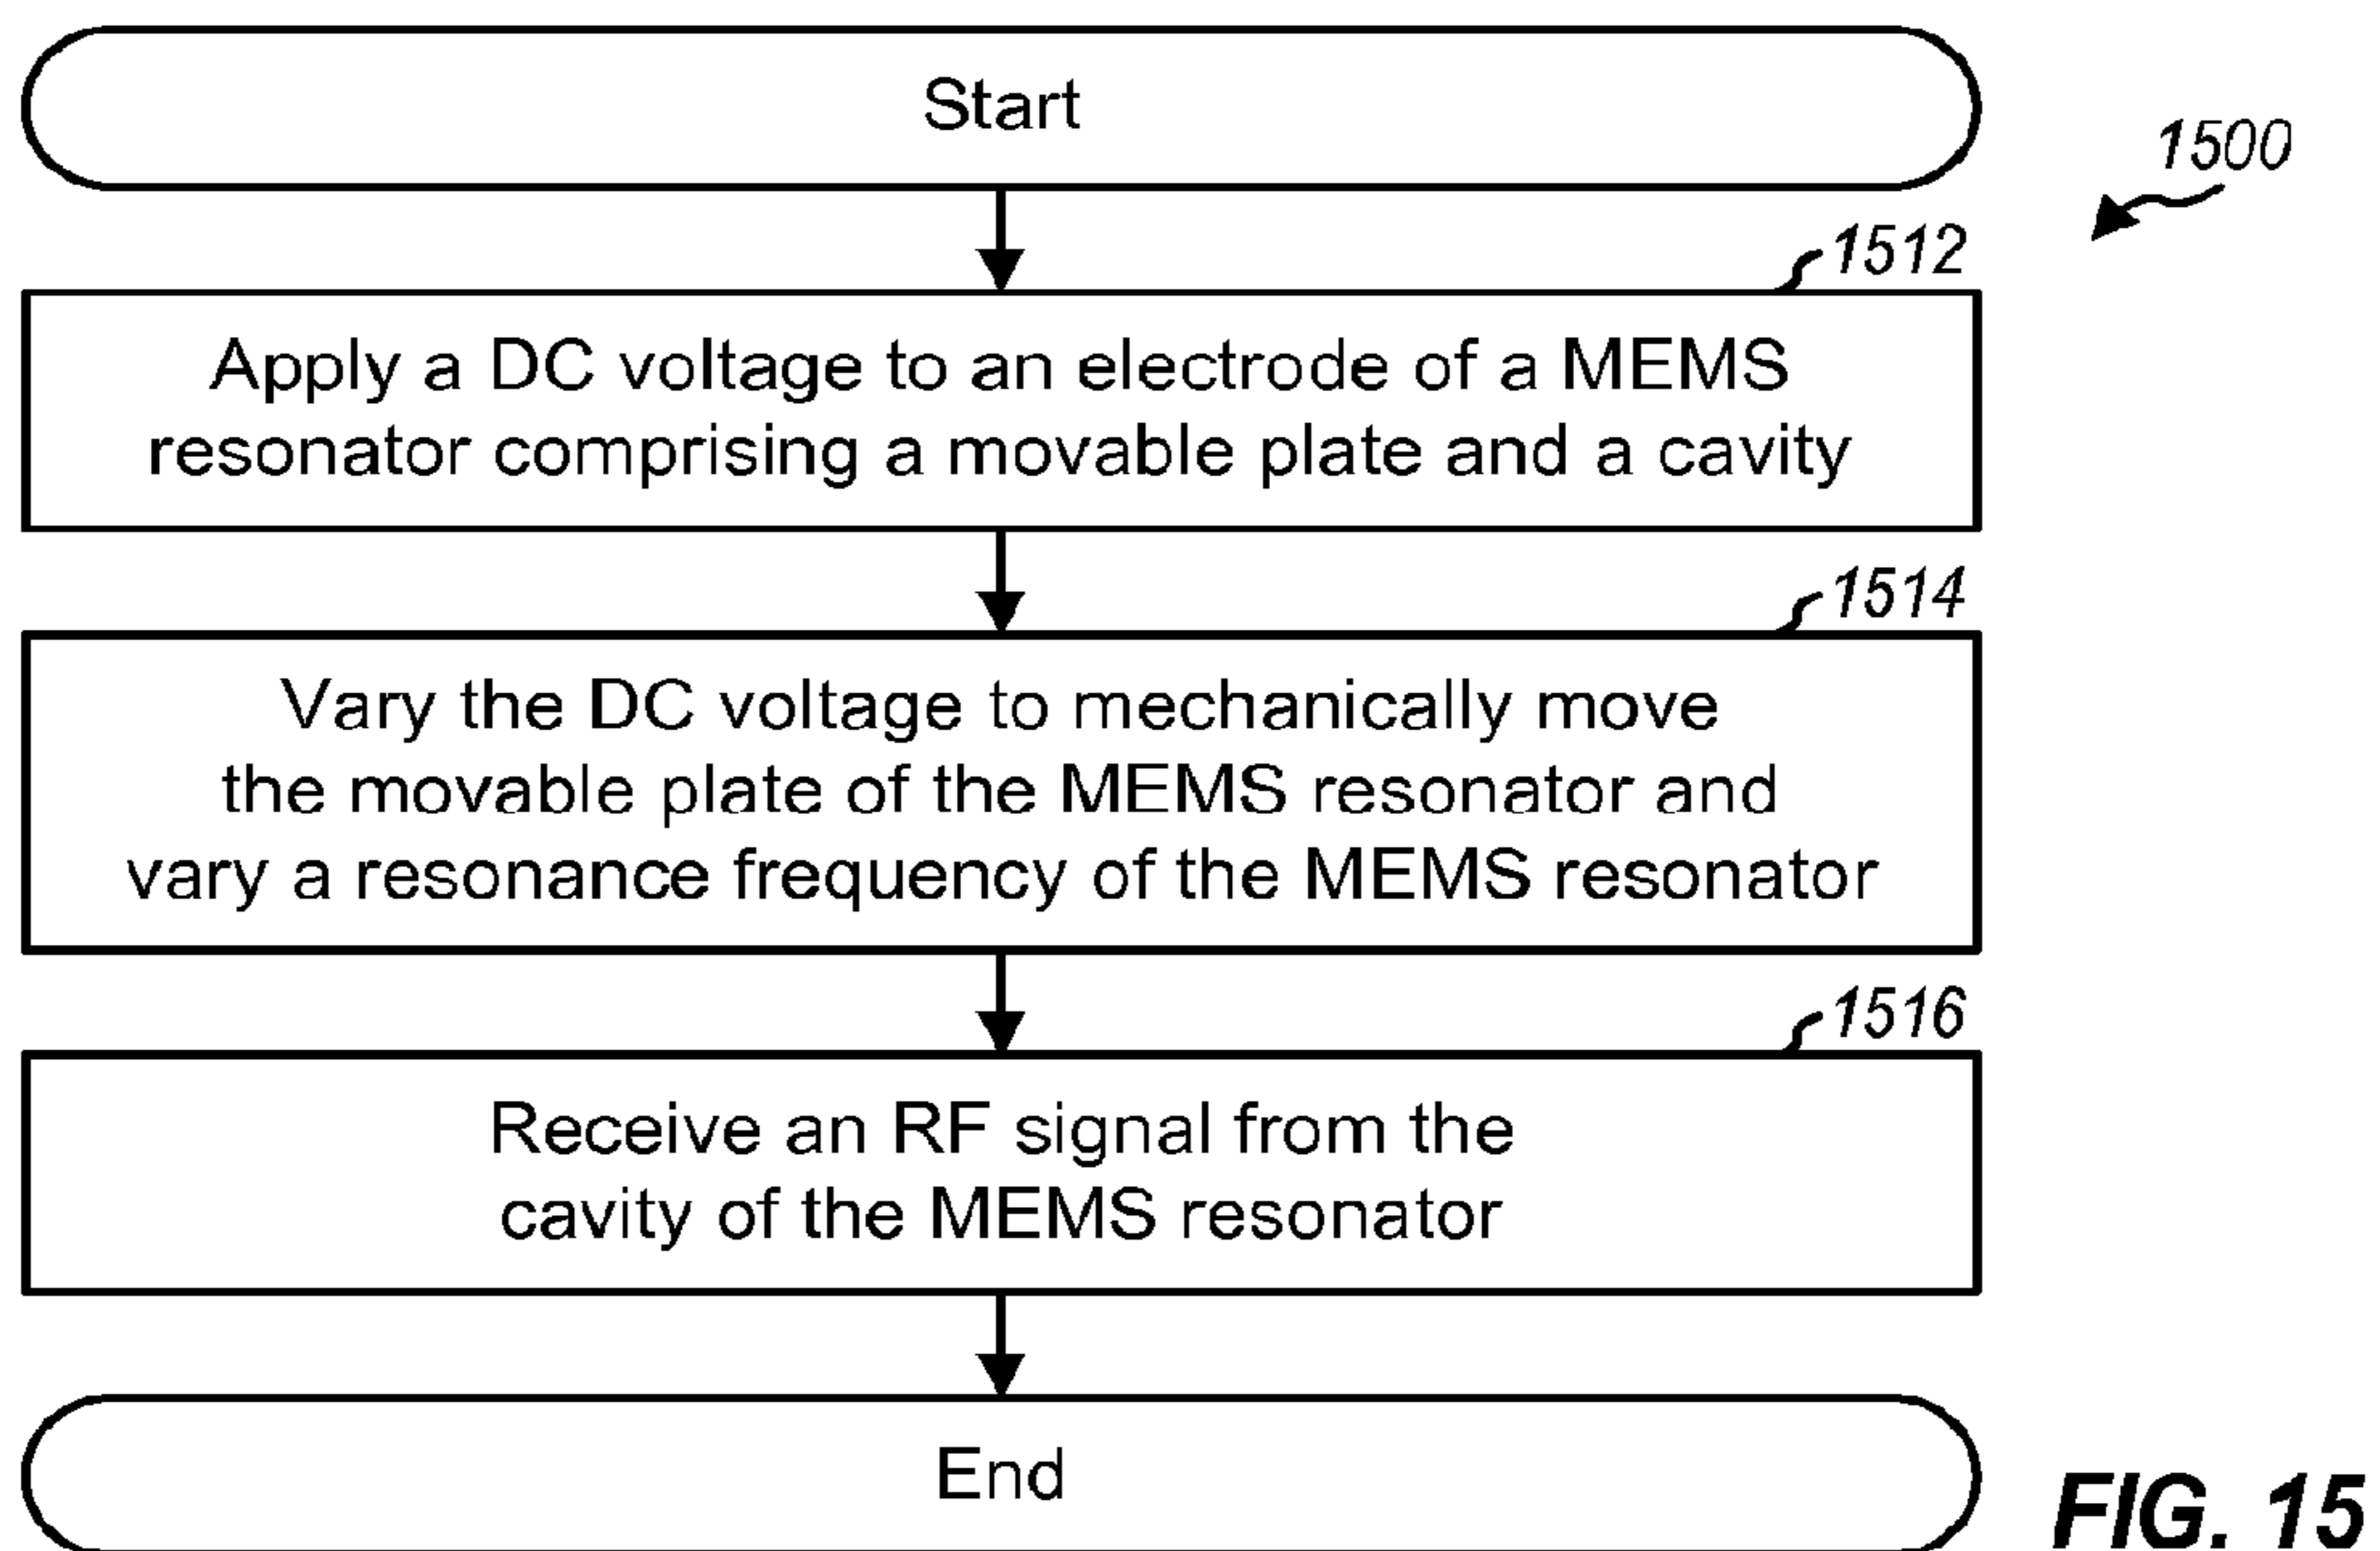 Start
1500
1512
Apply a DC voltage to an electrode of a MEMS
resonator comprising a movable plate and a cavity
1514
Vary the DC voltage to mechanically move
the movable plate of the MEMS resonator and
vary a resonance frequency of the MEMS resonator
1516
Receive an RF signal from the
cavity of the MEMS resonator
End
FIG. 15